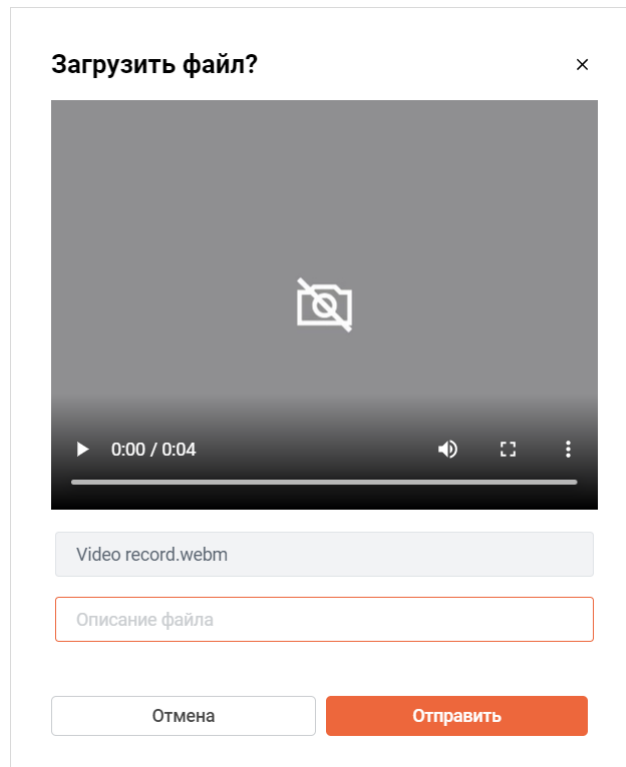 Загрузить файл?
0:00 / 0:04
Video record.webm
Описание файла
Отмена
Отправить